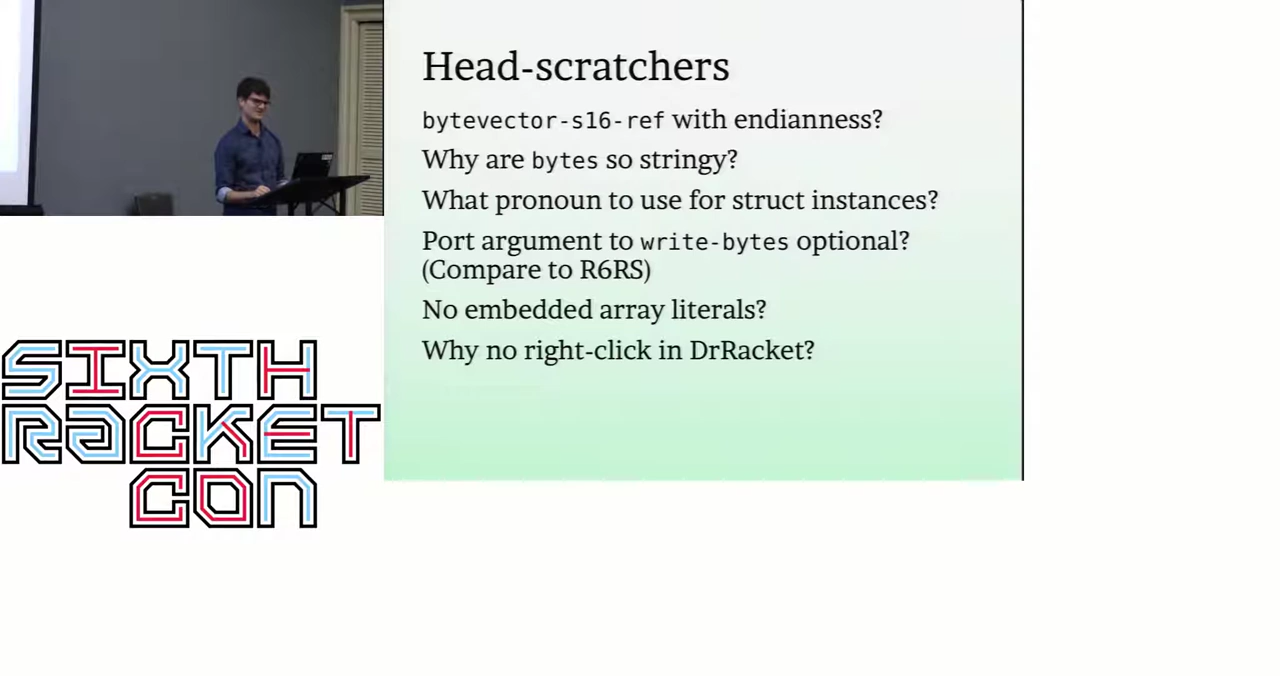 Head-scratchers
bytevector-s16-ref with endianness?
Why are bytes so stringy?
What pronoun to use for struct instances?
Port argument to write-bytes optional?
(Compare to R6RS)
No embedded array literals?
Why no right-click in DrRacket?
SIXTH
RACKET
CON